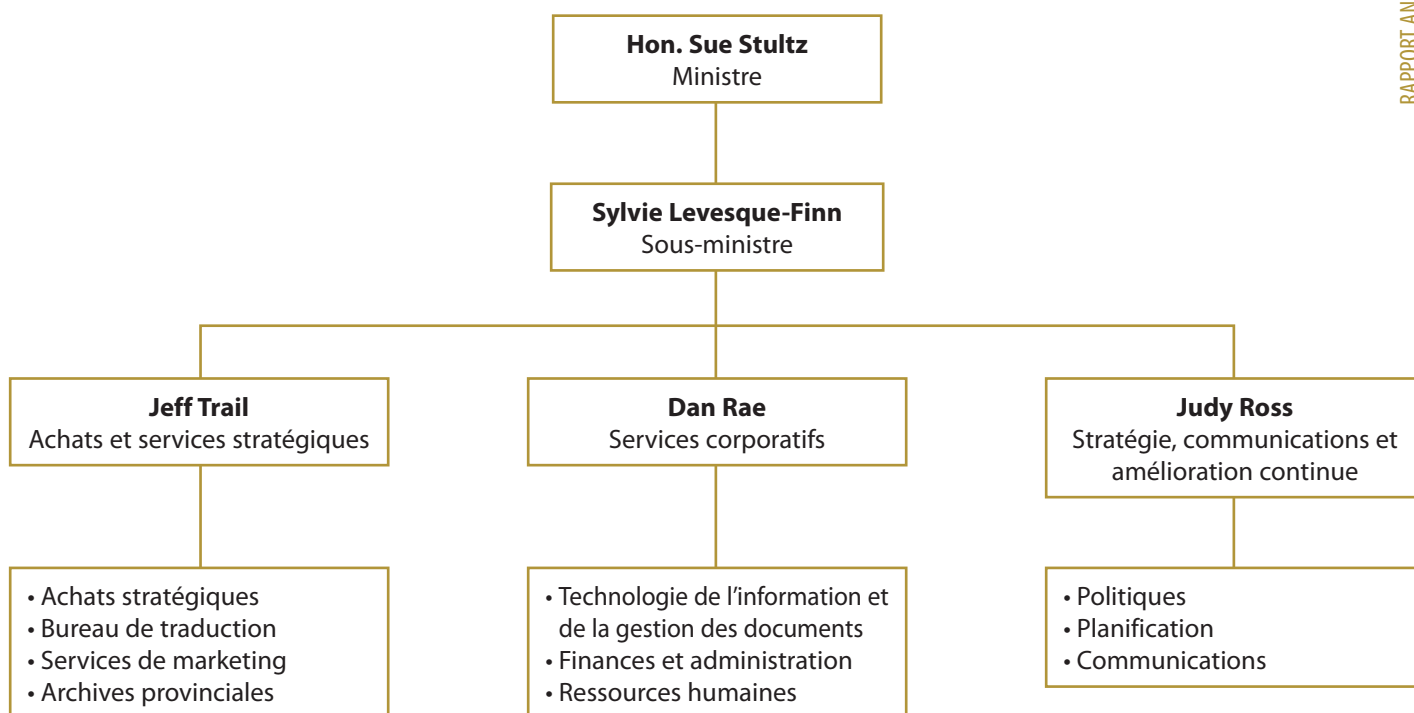 RAPPORT AN
Hon. Sue Stultz
Ministre
Sylvie Levesque-Finn
Sous-ministre
Jeff Trail
Achats et services stratégiques
Dan Rae
Services corporatifs
Judy Ross
Stratégie, communications et
amélioration continue
• Achats stratégiques
• Bureau de traduction
• Services de marketing
• Archives provinciales
• Technologie de l'information et
de la gestion des documents
• Finances et administration
• Ressources humaines
• Politiques
• Planification
• Communications